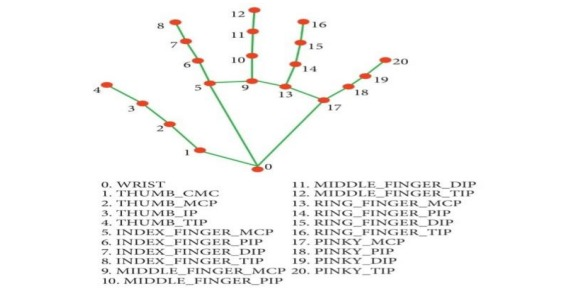 12
16
8
11
15
7
20
10
14
6
19
4
5
9
13
18
3
17
2
1
0
0. WRIST
1. THUMB_CMC
2. THUMB_MCP
3. THUMB_IP
4. THUMB_TIP
5. INDEX_FINGER_MCP
6. INDEX_FINGER_PIP
7. INDEX_FINGER_DIP
8. INDEX_FINGER_TIP
9. MIDDLE_FINGER_MCP
10. MIDDLE_FINGER_PIP
11. MIDDLE_FINGER_DIP
12. MIDDLE_FINGER_TIP
13. RING_FINGER_MCP
14. RING_FINGER_PIP
15. RING_FINGER_DIP
16. RING_FINGER_TIP
17. PINKY_MCP
18. PINKY_PIP
19. PINKY_DIP
20. PINKY_TIP